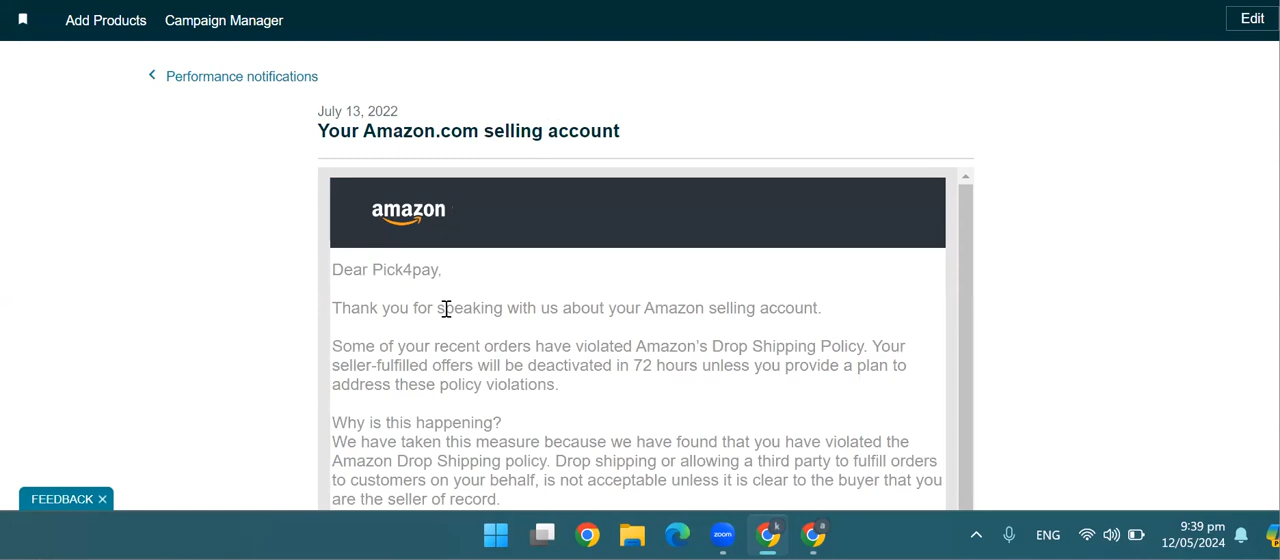 Add Products Campaign Manager Edit
Performance notifications
July 13, 2022
Your Amazon.com selling account
amazon
Dear Pick4pay,
Thank you for speaking with us about your Amazon selling account.
Some of your recent orders have violated Amazon's Drop Shipping Policy. Your
seller-fulfilled offers will be deactivated in 72 hours unless you provide a plan to
address these policy violations.
Why is this happening?
We have taken this measure because we have found that you have violated the
Amazon Drop Shipping policy. Drop shipping or allowing a third party to fulfill orders
to customers on your behalf, is not acceptable unless it is clear to the buyer that you
are the seller of record.
FEEDBACK ×
zoom k a ENG 9:39 pm
12/05/2024